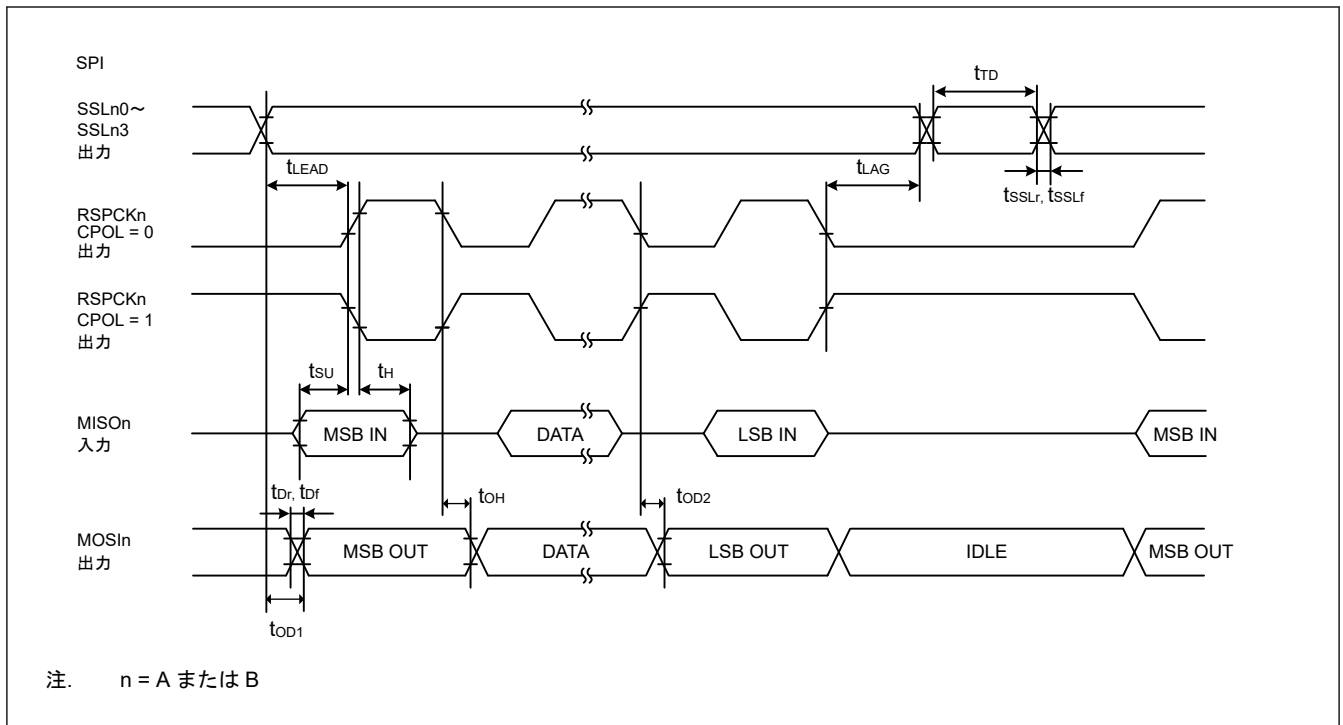 SPI
SSLn0～
SSLn3
出力
tTD
tLEAD
tLAG
tSSLr, tSSLf
RSPCKn
CPOL = 0
出力
RSPCKn
CPOL = 1
出力
tSU
tH
MISOn
入力
MSB IN
DATA
LSB IN
MSB IN
tDr, tDf
tOH
tOD2
MOSIn
出力
MSB OUT
DATA
LSB OUT
IDLE
MSB OUT
tOD1
注. n = A または B